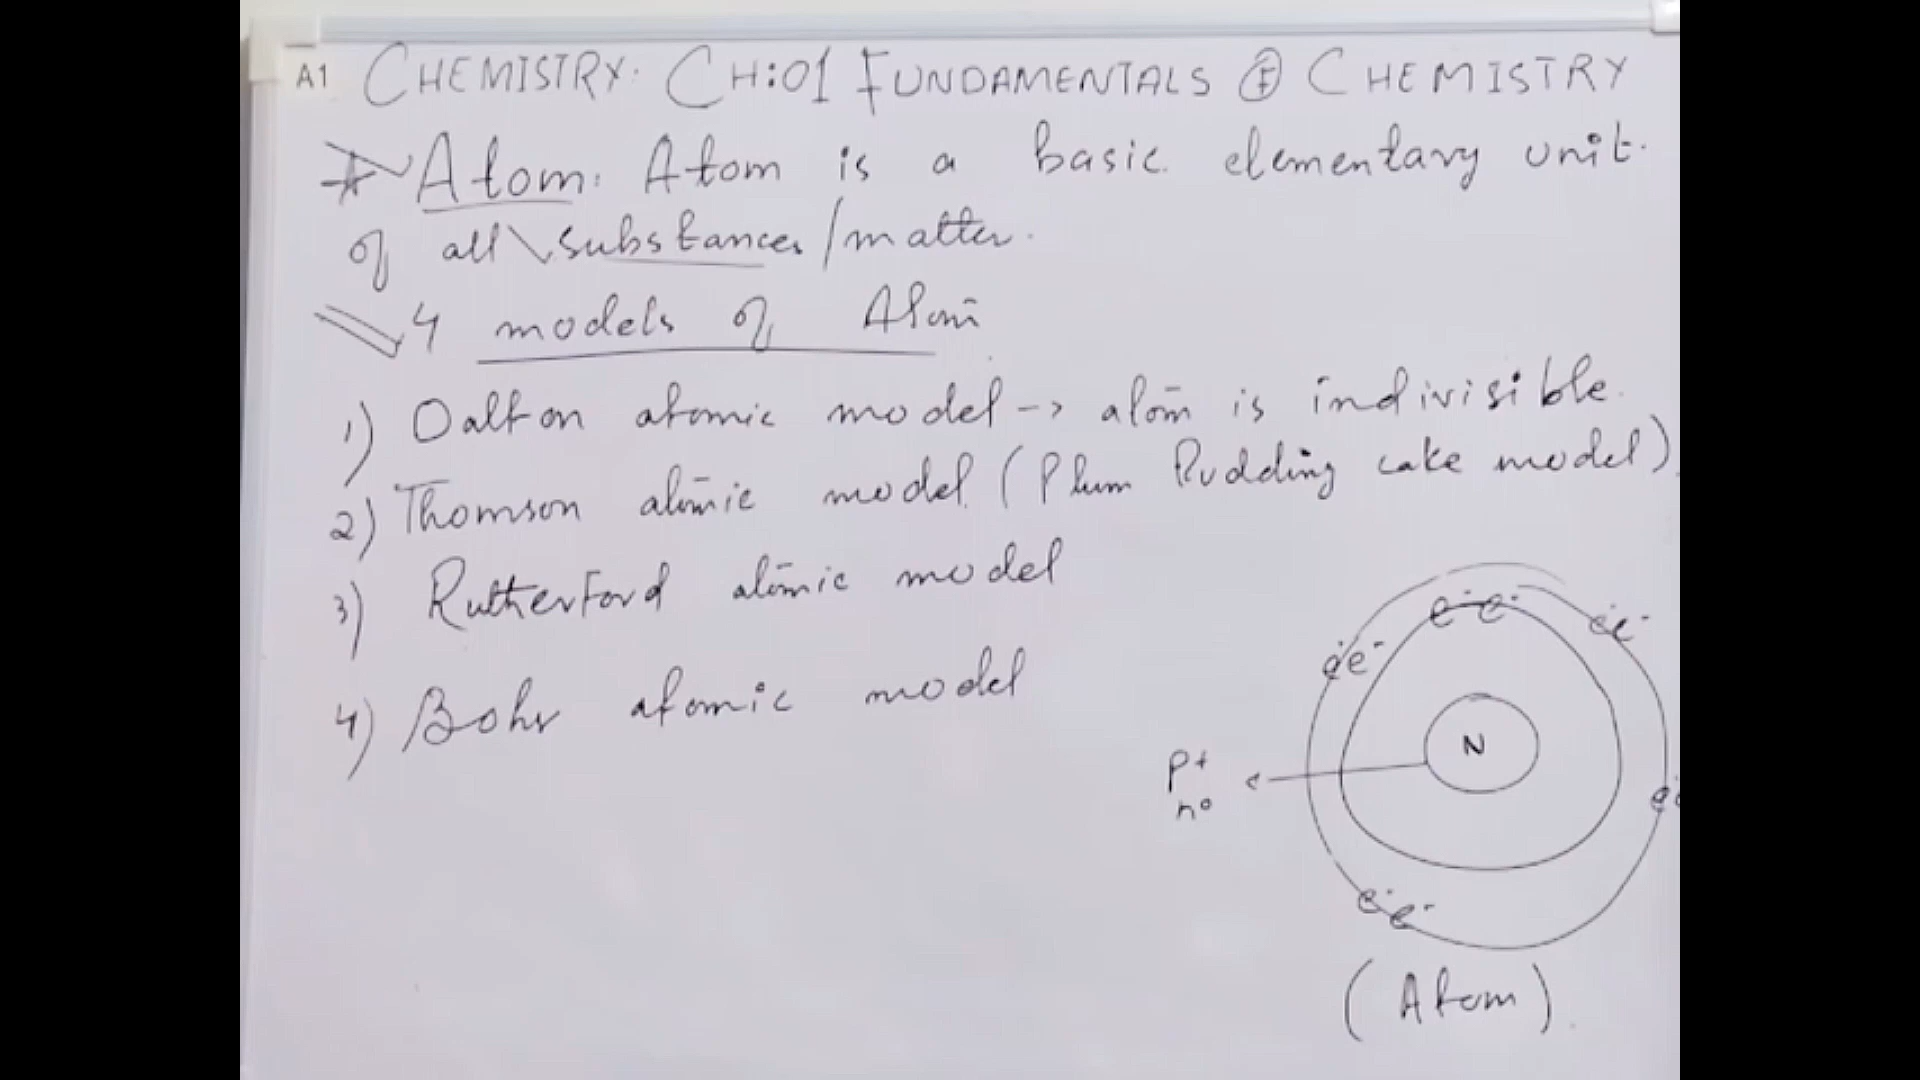 A1
CHEMISTRY: CH:01 FUNDAMENTALS OF CHEMISTRY
Atom: Atom is a basic elementary unit
of all substances/matter.
4 models of Atom
1) Dalton atomic model -> atom is indivisible.
2) Thomson atomic model (Plum Pudding cake model)
3) Rutherford atomic model
4) Bohr atomic model
e- e-
e- e-
e- e-
N
P+
n°
e-
e- e-
(Atom)